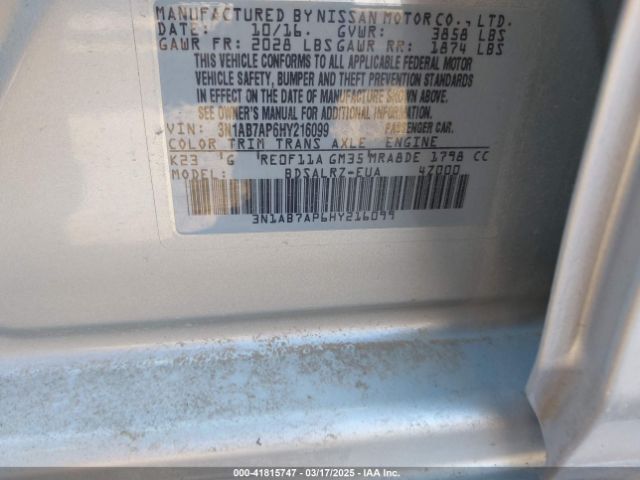 MANUFACTURED BY NISSAN MOTOR CO., LTD.
DATE: 10/16. GVWR: 3858 LBS
GAWR FR: 2028 LBS GAWR RR: 1874 LBS
THIS VEHICLE CONFORMS TO ALL APPLICABLE FEDERAL MOTOR
VEHICLE SAFETY, BUMPER AND THEFT PREVENTION STANDARDS
IN EFFECT ON THE DATE OF MANUFACTURE SHOWN ABOVE.
SEE OWNER'S MANUAL FOR ADDITIONAL INFORMATION.
VIN: 3N1AB7AP6HY216099 PASSENGER CAR.
COLOR TRIM TRANS AXLE ENGINE
K23 G RE0F11A GM35 MRA8DE 1798 CC
MODEL: BDSALRZ-EUA 4Z000
3N1AB7AP6HY216099
000-41815747 - 03/17/2025 - IAA Inc.